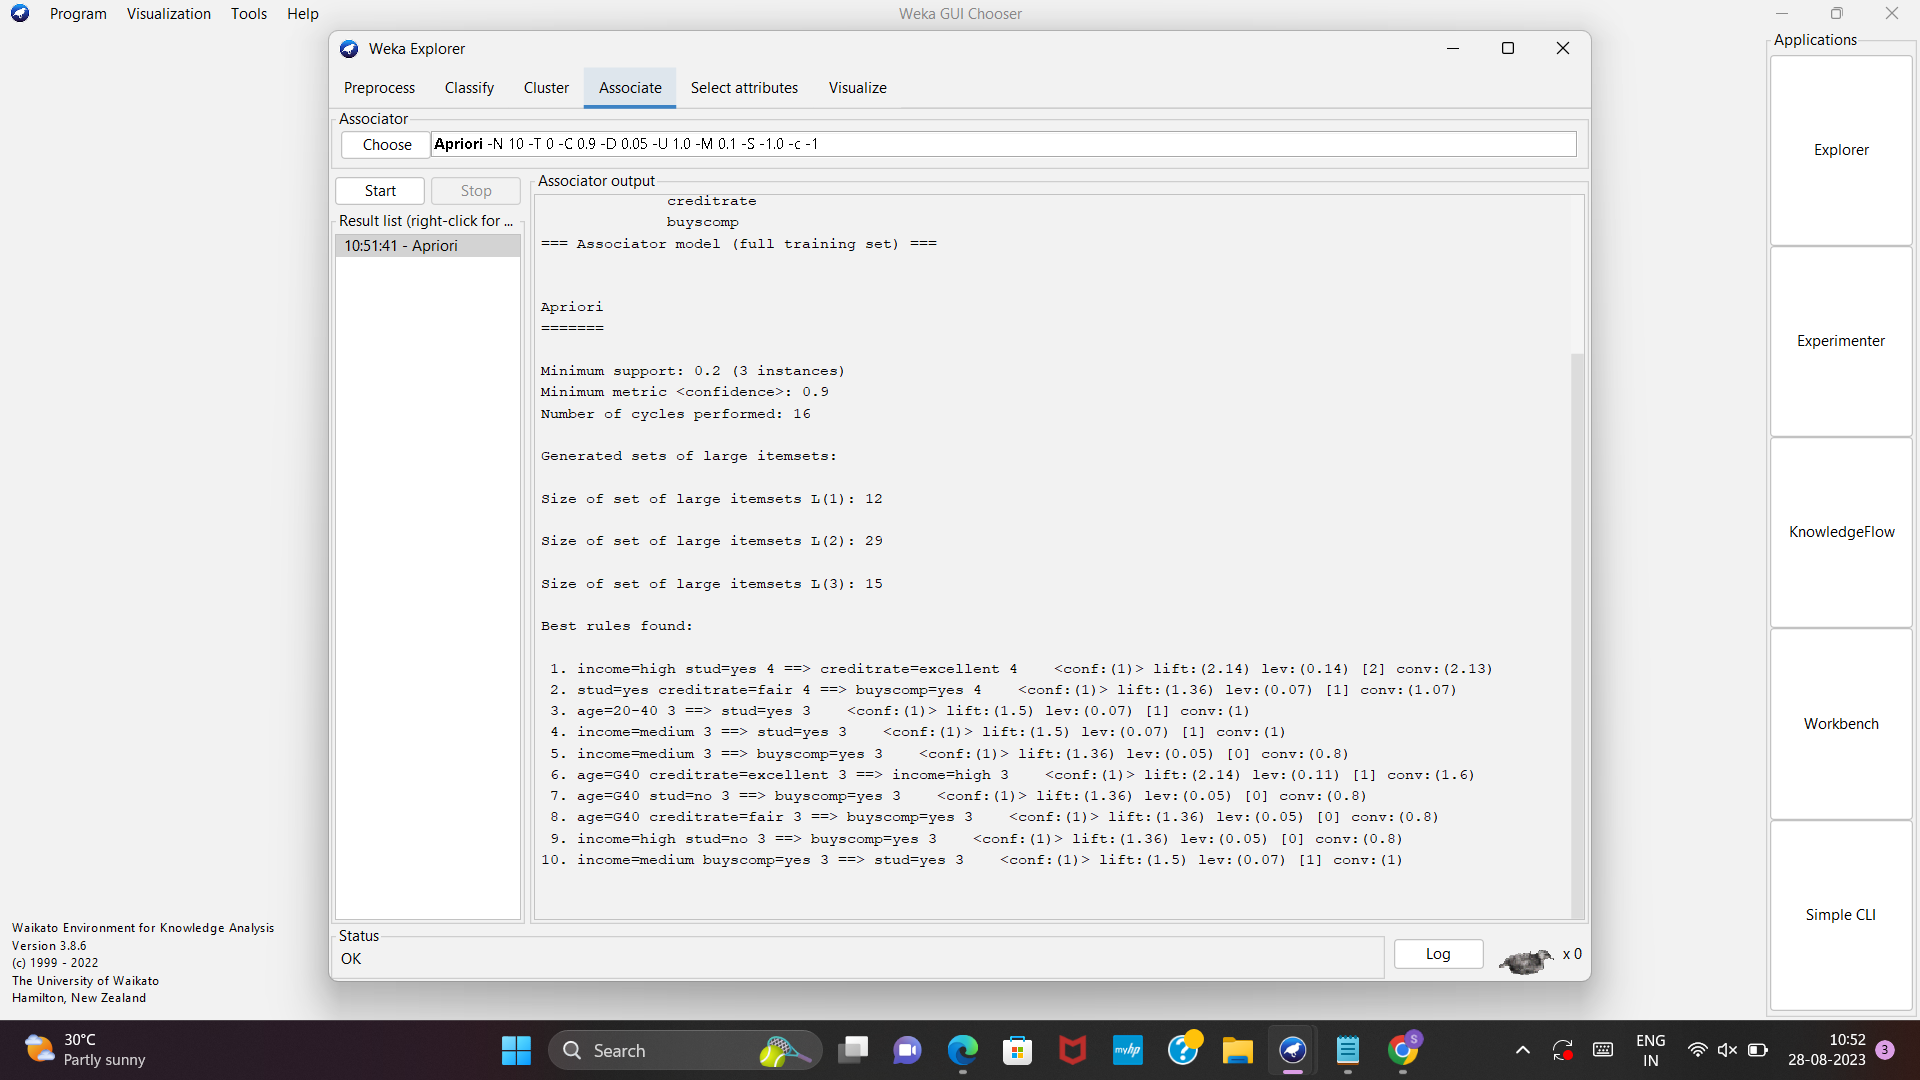 Program Visualization Tools Help
Weka GUI Chooser
Weka Explorer
Preprocess Classify Cluster Associate Select attributes Visualize
Associator
Choose Apriori -N 10 -T 0 -C 0.9 -D 0.05 -U 1.0 -M 0.1 -S -1.0 -c -1
Start Stop
Result list (right-click for ...
10:51:41 - Apriori
Associator output
creditrate
buyscomp
=== Associator model (full training set) ===
Apriori
=======
Minimum support: 0.2 (3 instances)
Minimum metric <confidence>: 0.9
Number of cycles performed: 16
Generated sets of large itemsets:
Size of set of large itemsets L(1): 12
Size of set of large itemsets L(2): 29
Size of set of large itemsets L(3): 15
Best rules found:
1. income=high stud=yes 4 ==> creditrate=excellent 4 <conf:(1)> lift:(2.14) lev:(0.14) [2] conv:(2.13)
2. stud=yes creditrate=fair 4 ==> buyscomp=yes 4 <conf:(1)> lift:(1.36) lev:(0.07) [1] conv:(1.07)
3. age=20-40 3 ==> stud=yes 3 <conf:(1)> lift:(1.5) lev:(0.07) [1] conv:(1)
4. income=medium 3 ==> stud=yes 3 <conf:(1)> lift:(1.5) lev:(0.07) [1] conv:(1)
5. income=medium 3 ==> buyscomp=yes 3 <conf:(1)> lift:(1.36) lev:(0.05) [0] conv:(0.8)
6. age=G40 creditrate=excellent 3 ==> income=high 3 <conf:(1)> lift:(2.14) lev:(0.11) [1] conv:(1.6)
7. age=G40 stud=no 3 ==> buyscomp=yes 3 <conf:(1)> lift:(1.36) lev:(0.05) [0] conv:(0.8)
8. age=G40 creditrate=fair 3 ==> buyscomp=yes 3 <conf:(1)> lift:(1.36) lev:(0.05) [0] conv:(0.8)
9. income=high stud=no 3 ==> buyscomp=yes 3 <conf:(1)> lift:(1.36) lev:(0.05) [0] conv:(0.8)
10. income=medium buyscomp=yes 3 ==> stud=yes 3 <conf:(1)> lift:(1.5) lev:(0.07) [1] conv:(1)
Status
OK
Log
x 0
Applications
Explorer
Experimenter
KnowledgeFlow
Workbench
Simple CLI
Waikato Environment for Knowledge Analysis
Version 3.8.6
(c) 1999 - 2022
The University of Waikato
Hamilton, New Zealand
30°C
Partly sunny
Search
myhp
?
S
ENG
IN
10:52
28-08-2023
3